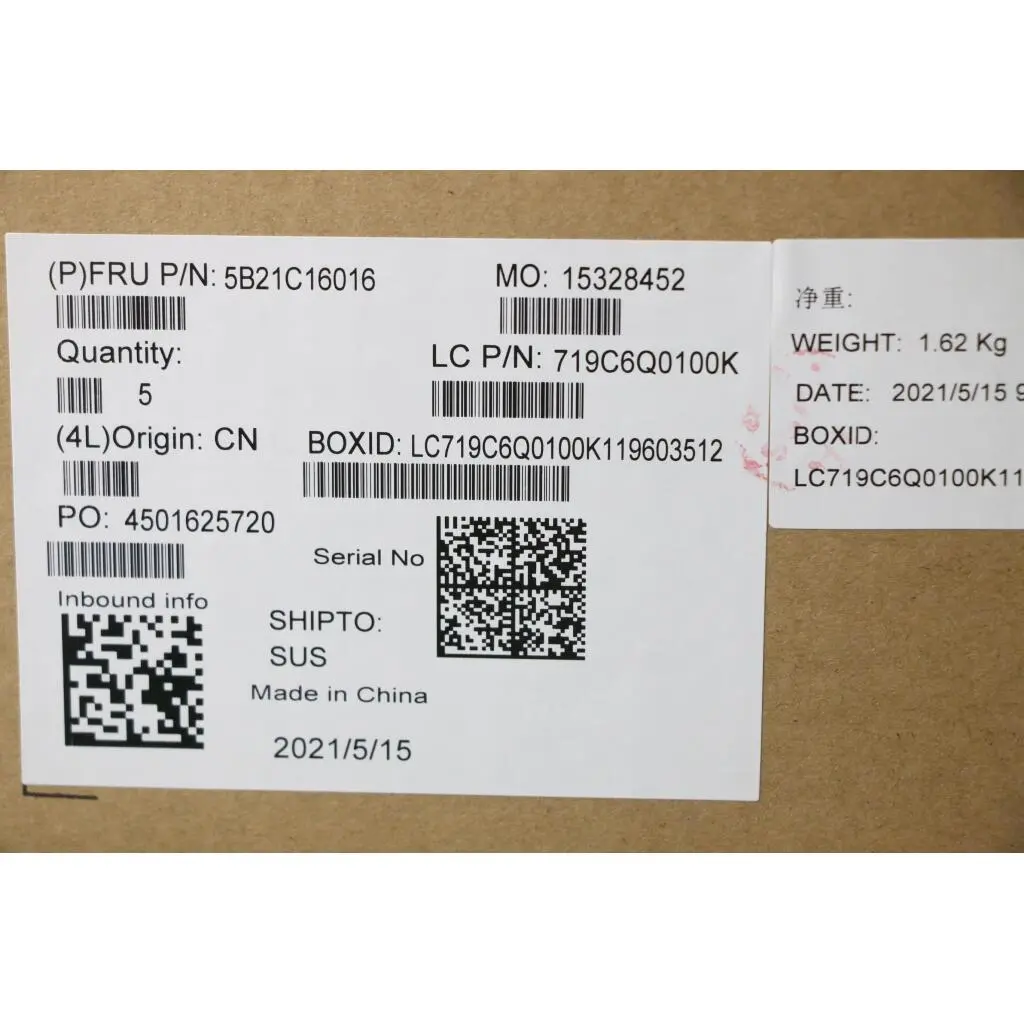 (P)FRU P/N: 5B21C16016
MO: 15328452
Quantity:
5
LC P/N: 719C6Q0100K
(4L)Origin: CN
BOXID: LC719C6Q0100K119603512
PO: 4501625720
Serial No
Inbound info
SHIPTO:
SUS
Made in China
2021/5/15
净重:
WEIGHT: 1.62 Kg
DATE: 2021/5/15 9
BOXID:
LC719C6Q0100K11